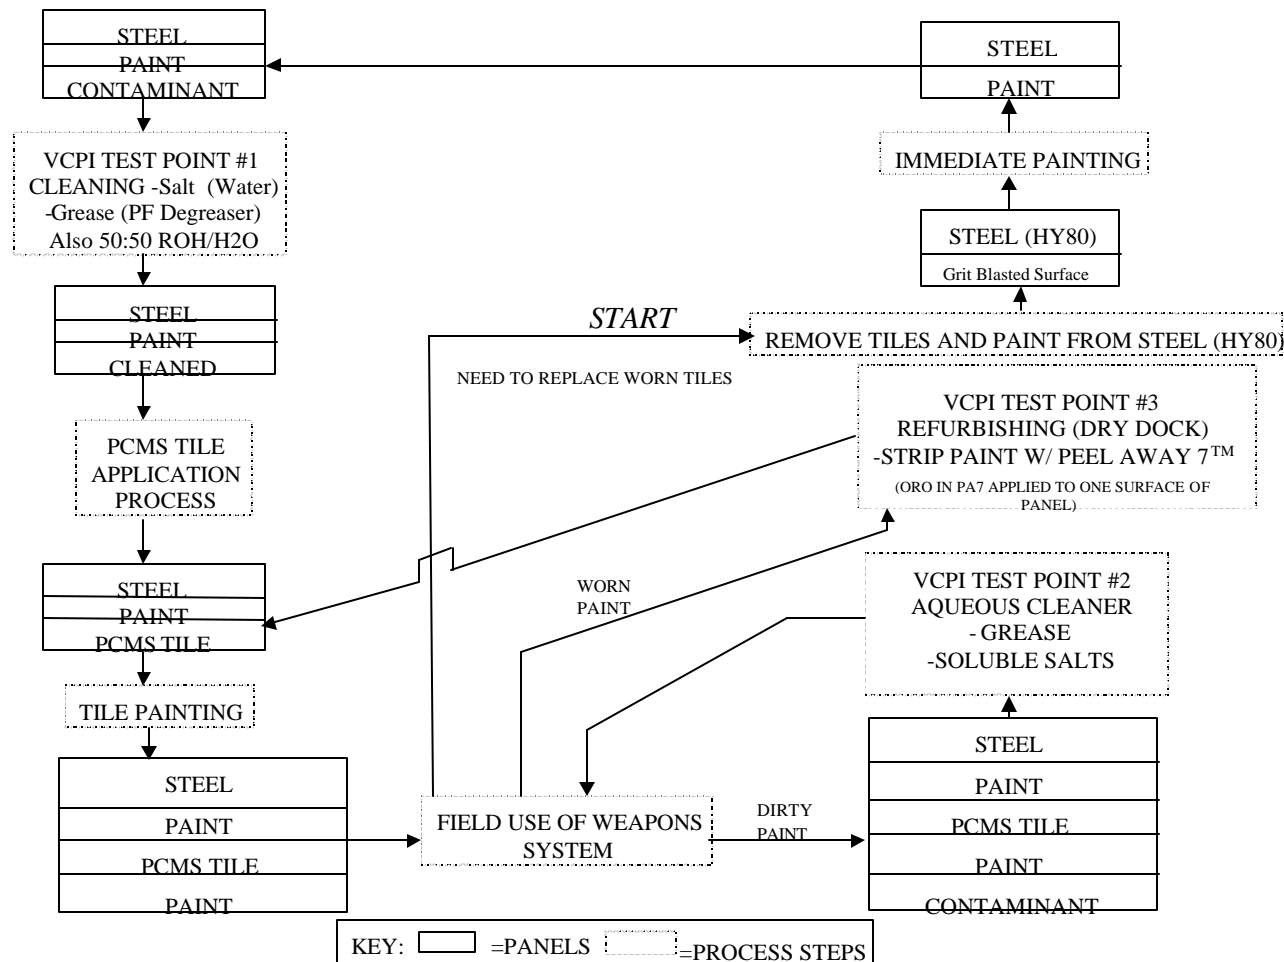 STEEL
PAINT
CONTAMINANT
VCPI TEST POINT #1
CLEANING -Salt (Water)
-Grease (PF Degreaser)
Also 50:50 ROH/H2O
STEEL
PAINT
CLEANED
PCMS TILE
APPLICATION
PROCESS
STEEL
PAINT
PCMS TILE
TILE PAINTING
STEEL
PAINT
PCMS TILE
PAINT
STEEL
PAINT
IMMEDIATE PAINTING
STEEL (HY80)
Grit Blasted Surface
START
REMOVE TILES AND PAINT FROM STEEL (HY80)
NEED TO REPLACE WORN TILES
VCPI TEST POINT #3
REFURBISHING (DRY DOCK)
-STRIP PAINT W/ PEEL AWAY 7™
(ORO IN PA7 APPLIED TO ONE SURFACE OF
PANEL)
WORN
PAINT
VCPI TEST POINT #2
AQUEOUS CLEANER
- GREASE
-SOLUBLE SALTS
FIELD USE OF WEAPONS
SYSTEM
DIRTY
PAINT
STEEL
PAINT
PCMS TILE
PAINT
CONTAMINANT
KEY: =PANELS =PROCESS STEPS